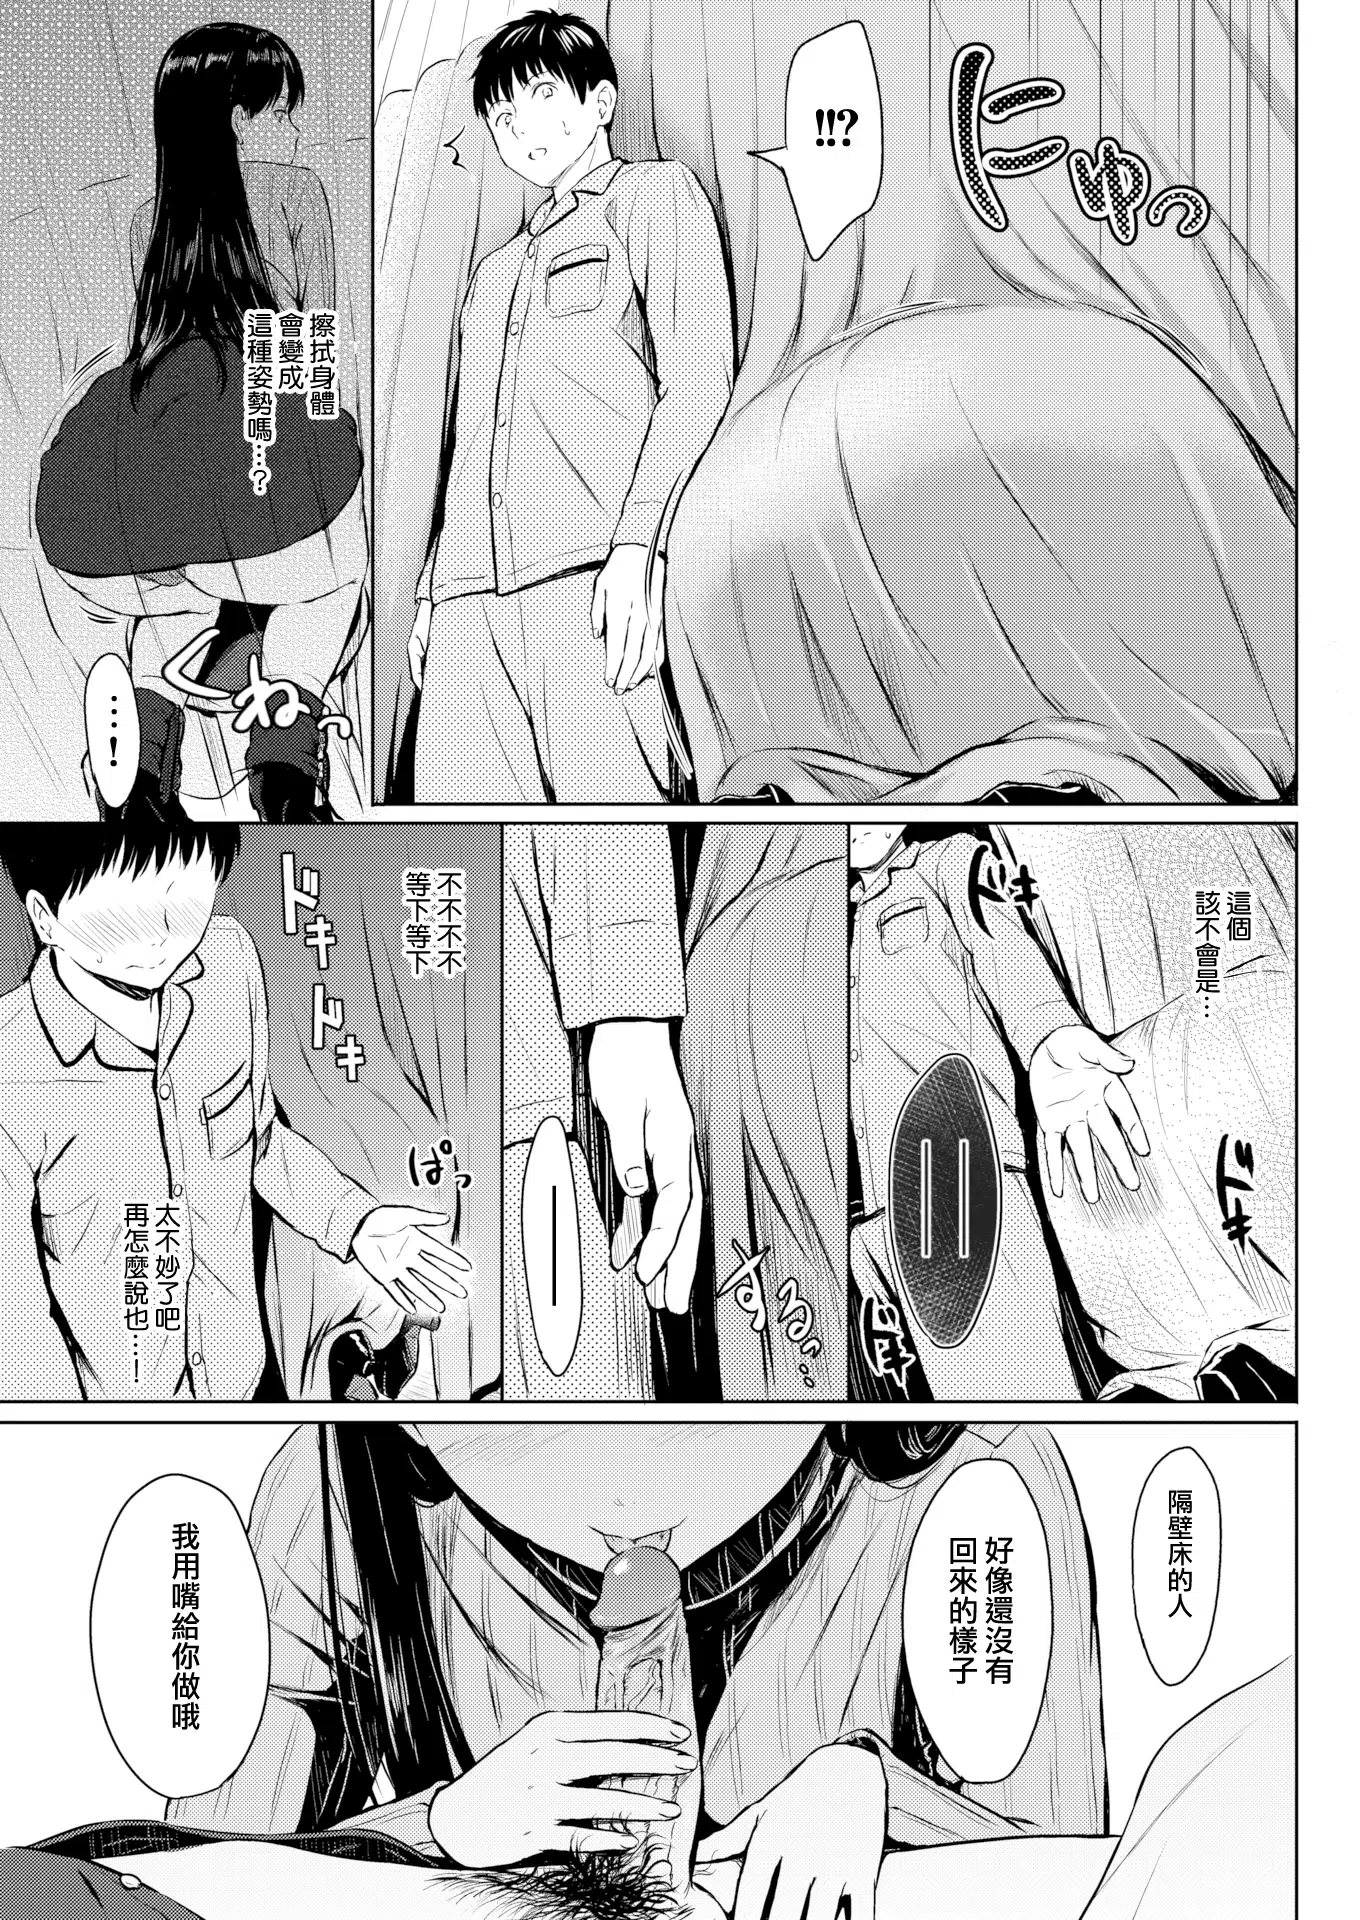 ニュっ
!!?
擦拭身體
會變成
這種姿勢嗎…?
くねっ
…!
這個
該不會是…
ドキ
ドキ
ドキ
||
する…
|
不不不不
等下等下
ドキ
ドキ
ぱっ
太不妙了吧
再怎麼說也…!
隔壁床的人
好像還沒有
回來的樣子
我用嘴給你做哦